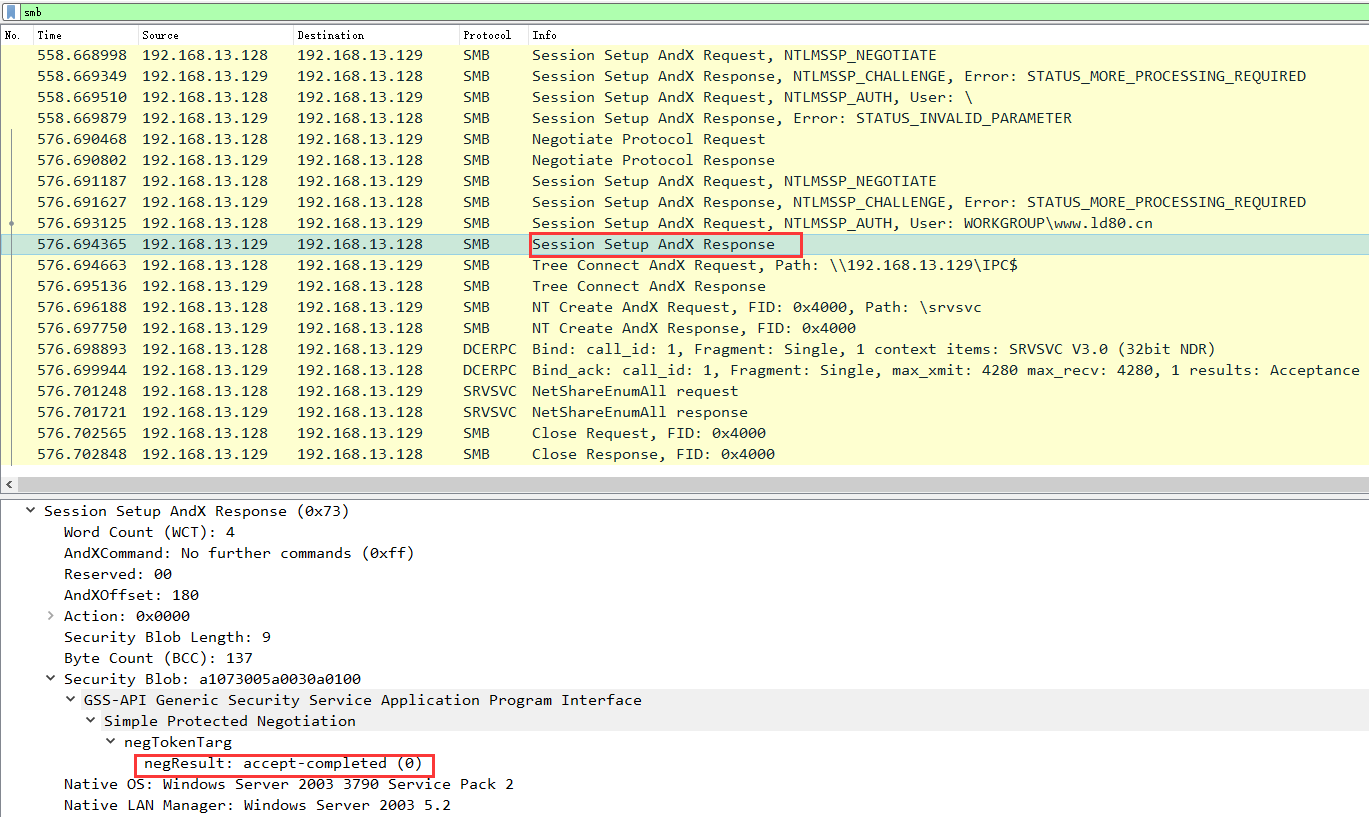 smb
No. Time Source Destination Protocol Info
558.668998 192.168.13.128 192.168.13.129 SMB Session Setup AndX Request, NTLMSSP_NEGOTIATE
558.669349 192.168.13.129 192.168.13.128 SMB Session Setup AndX Response, NTLMSSP_CHALLENGE, Error: STATUS_MORE_PROCESSING_REQUIRED
558.669510 192.168.13.128 192.168.13.129 SMB Session Setup AndX Request, NTLMSSP_AUTH, User: \
558.669879 192.168.13.129 192.168.13.128 SMB Session Setup AndX Response, Error: STATUS_INVALID_PARAMETER
576.690468 192.168.13.128 192.168.13.129 SMB Negotiate Protocol Request
576.690802 192.168.13.129 192.168.13.128 SMB Negotiate Protocol Response
576.691187 192.168.13.128 192.168.13.129 SMB Session Setup AndX Request, NTLMSSP_NEGOTIATE
576.691627 192.168.13.129 192.168.13.128 SMB Session Setup AndX Response, NTLMSSP_CHALLENGE, Error: STATUS_MORE_PROCESSING_REQUIRED
576.693125 192.168.13.128 192.168.13.129 SMB Session Setup AndX Request, NTLMSSP_AUTH, User: WORKGROUP\www.ld80.cn
576.694365 192.168.13.129 192.168.13.128 SMB Session Setup AndX Response
576.694663 192.168.13.128 192.168.13.129 SMB Tree Connect AndX Request, Path: \\192.168.13.129\IPC$
576.695136 192.168.13.129 192.168.13.128 SMB Tree Connect AndX Response
576.696188 192.168.13.128 192.168.13.129 SMB NT Create AndX Request, FID: 0x4000, Path: \srvsvc
576.697750 192.168.13.129 192.168.13.128 SMB NT Create AndX Response, FID: 0x4000
576.698893 192.168.13.128 192.168.13.129 DCERPC Bind: call_id: 1, Fragment: Single, 1 context items: SRVSVC V3.0 (32bit NDR)
576.699944 192.168.13.129 192.168.13.128 DCERPC Bind_ack: call_id: 1, Fragment: Single, max_xmit: 4280 max_recv: 4280, 1 results: Acceptance
576.701248 192.168.13.128 192.168.13.129 SRVSVC NetShareEnumAll request
576.701721 192.168.13.129 192.168.13.128 SRVSVC NetShareEnumAll response
576.702565 192.168.13.128 192.168.13.129 SMB Close Request, FID: 0x4000
576.702848 192.168.13.129 192.168.13.128 SMB Close Response, FID: 0x4000
Session Setup AndX Response (0x73)
Word Count (WCT): 4
AndXCommand: No further commands (0xff)
Reserved: 00
AndXOffset: 180
Action: 0x0000
Security Blob Length: 9
Byte Count (BCC): 137
Security Blob: a1073005a0030a0100
GSS-API Generic Security Service Application Program Interface
Simple Protected Negotiation
negTokenTarg
negResult: accept-completed (0)
Native OS: Windows Server 2003 3790 Service Pack 2
Native LAN Manager: Windows Server 2003 5.2